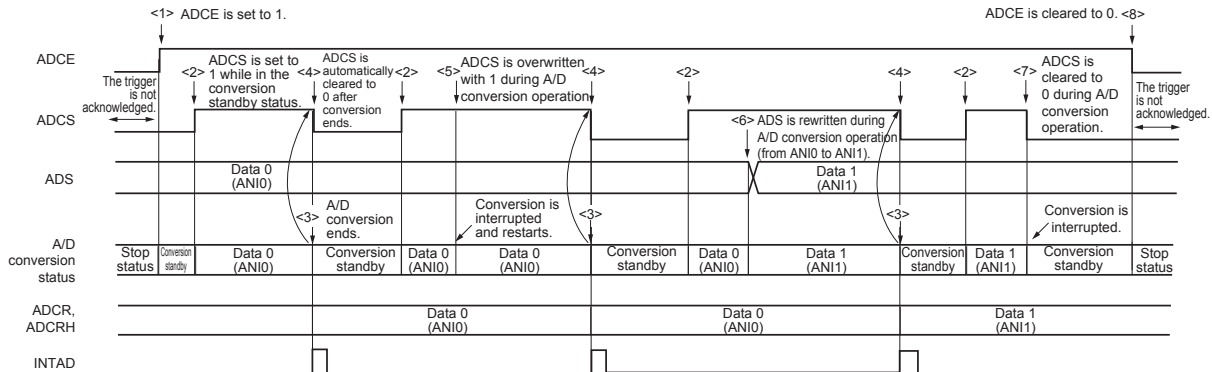 <1> ADCE is set to 1.
ADCE is cleared to 0. <8>
ADCE
The trigger
is not
acknowledged.
<2>
ADCS is set to
1 while in the
conversion
standby status.
<4>
ADCS is
automatically
cleared to
0 after
conversion
ends.
<2>
<5>
ADCS is overwritten
with 1 during A/D
conversion operation
<4>
<2>
<4>
<2>
<7>
ADCS is
cleared to
0 during A/D
conversion
operation.
The trigger
is not
acknowledged.
ADCS
<6> ADS is rewritten during
A/D conversion operation
(from ANI0 to ANI1).
ADS
Data 0
(ANI0)
Data 1
(ANI1)
<3>
A/D
conversion
ends.
Conversion is
interrupted
and restarts.
<3>
<3>
Conversion is
interrupted.
A/D
conversion
status
Stop
status
Conversion
standby
Data 0
(ANI0)
Conversion
standby
Data 0
(ANI0)
Data 0
(ANI0)
Conversion
standby
Data 0
(ANI0)
Data 1
(ANI1)
Conversion
standby
Data 1
(ANI1)
Conversion
standby
Stop
status
ADCR,
ADCRH
Data 0
(ANI0)
Data 0
(ANI0)
Data 1
(ANI1)
INTAD